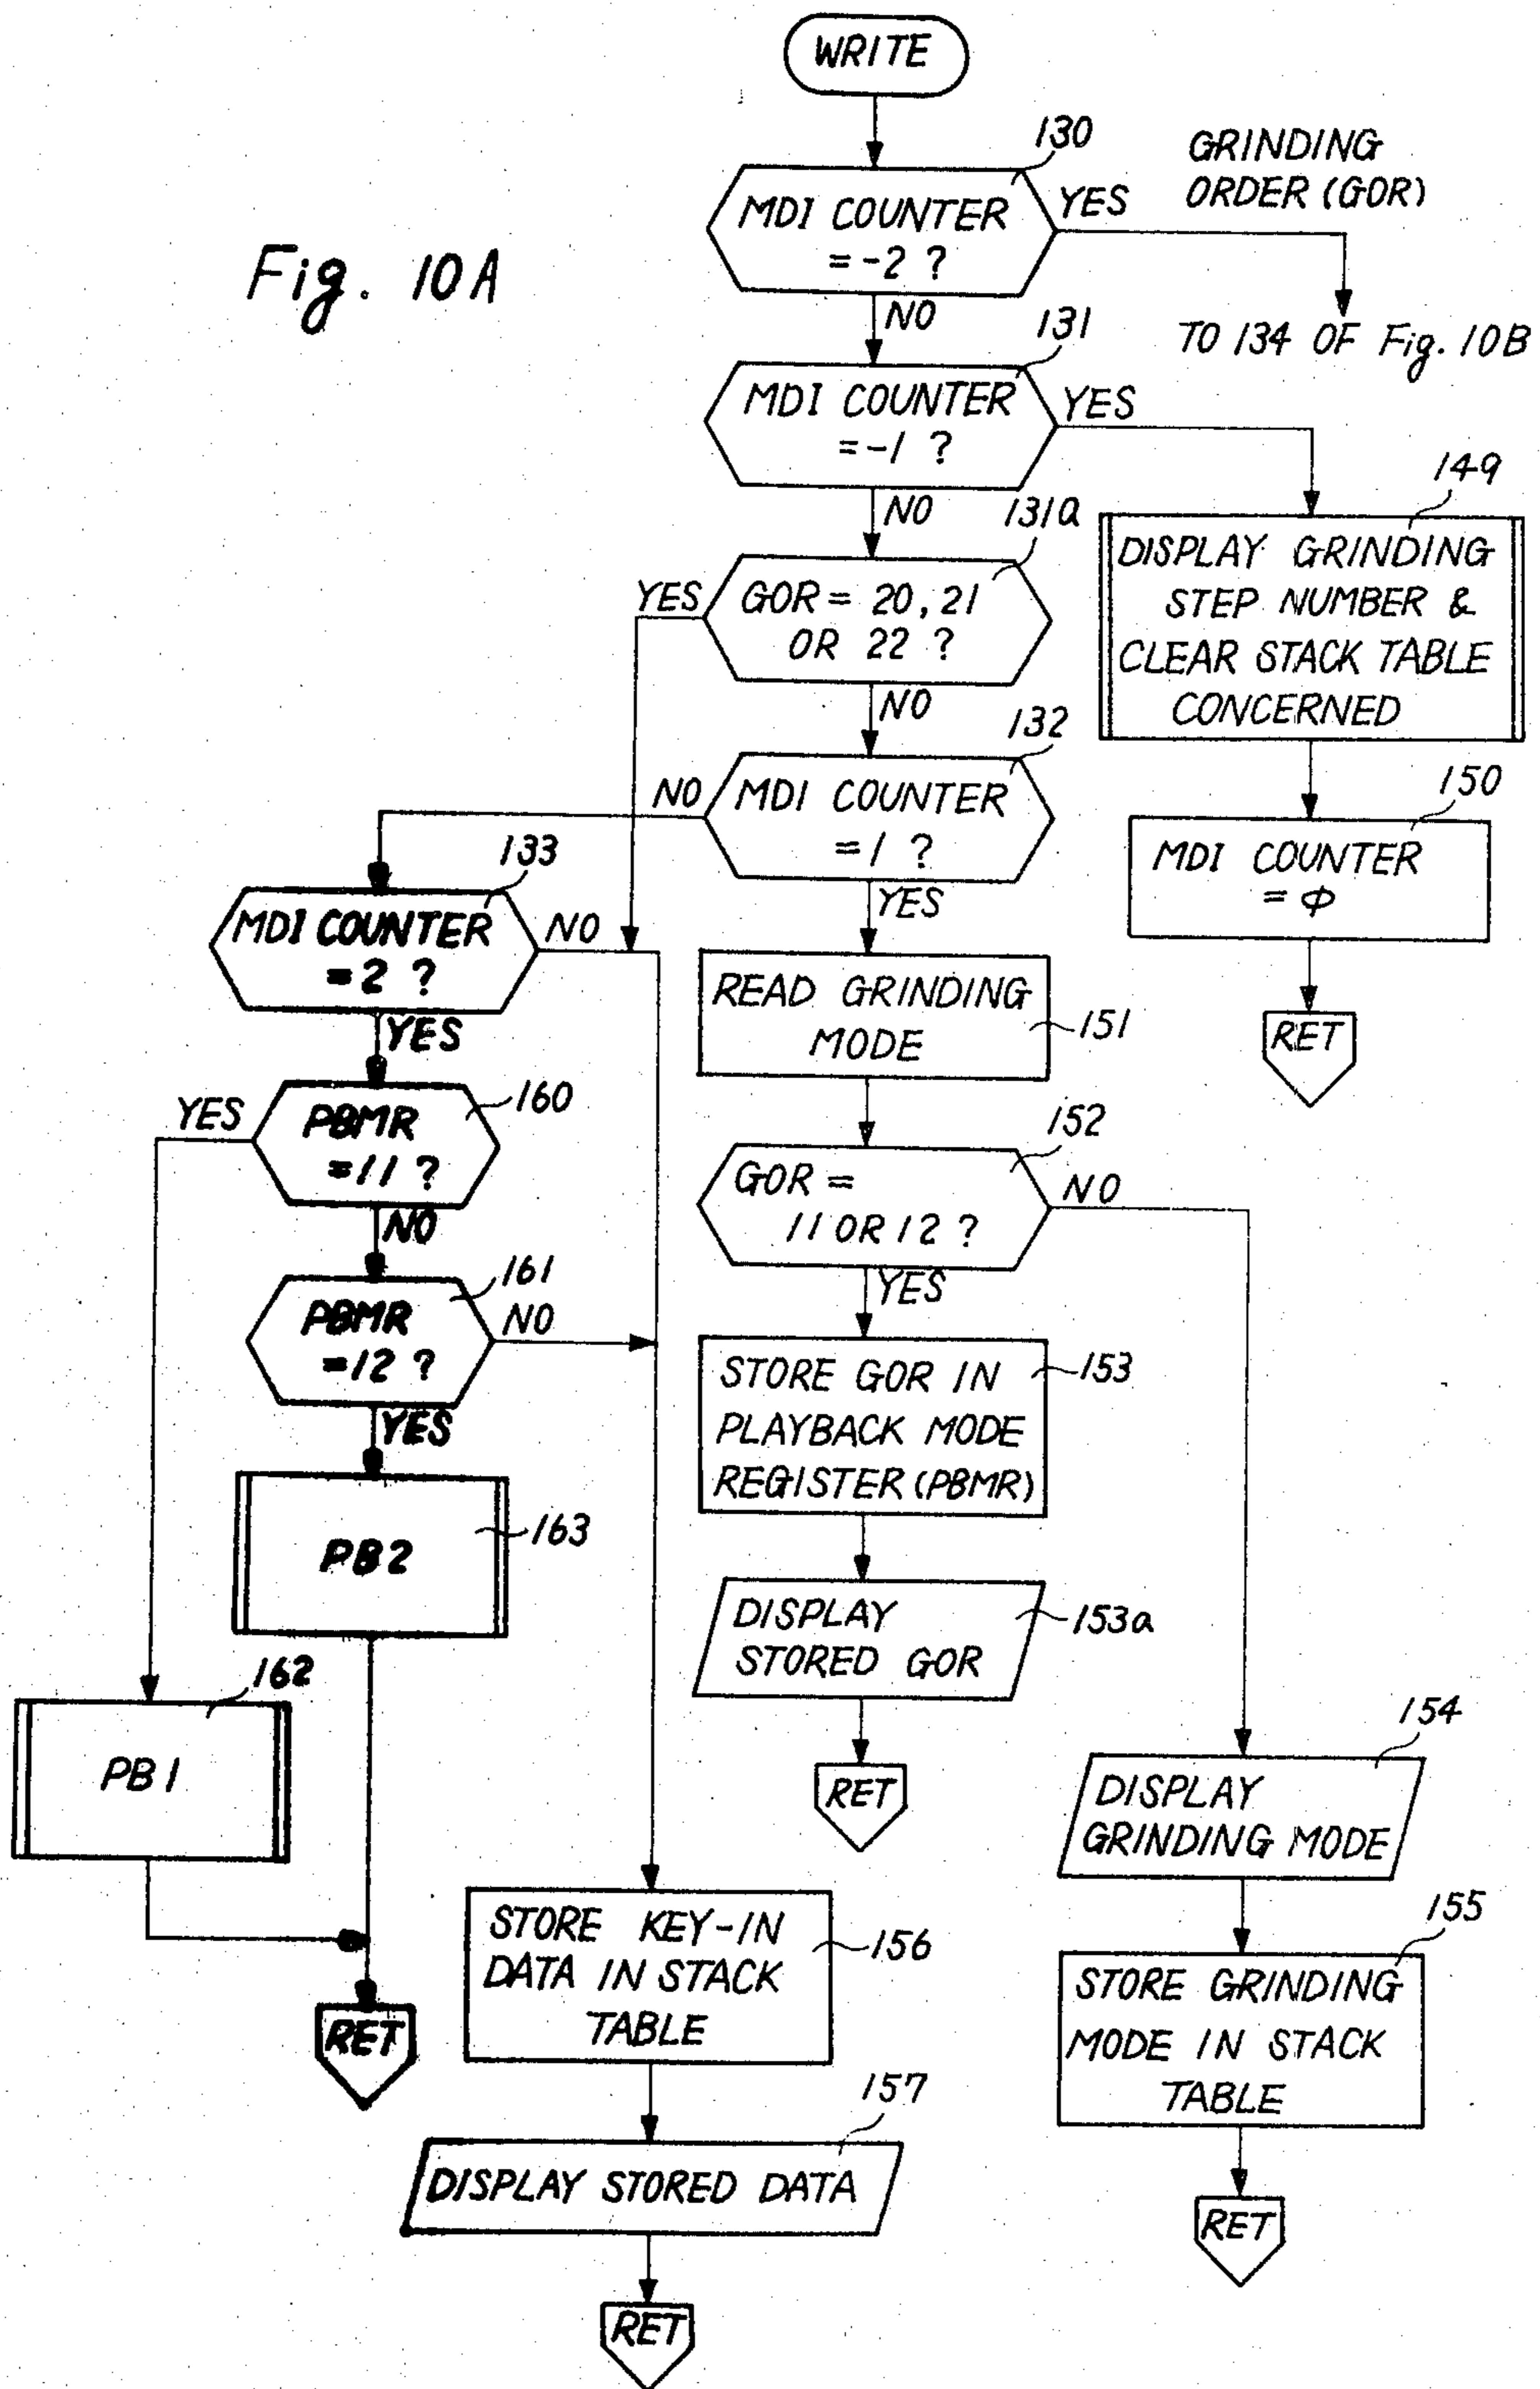 WRITE
130
GRINDING
ORDER (GOR)
MDI COUNTER
= -2 ?
YES
Fig. 10A
NO
TO 134 OF Fig. 10B
131
MDI COUNTER
= -1 ?
YES
NO
149
DISPLAY GRINDING
STEP NUMBER &
CLEAR STACK TABLE
CONCERNED
131a
YES
GOR = 20, 21
OR 22 ?
NO
132
NO
MDI COUNTER
= 1 ?
YES
150
MDI COUNTER
= φ
RET
133
MDI COUNTER
= 2 ?
NO
YES
READ GRINDING
MODE
151
160
YES
PBMR
= 11 ?
NO
152
GOR =
11 OR 12 ?
NO
YES
161
PBMR
= 12 ?
NO
YES
STORE GOR IN
PLAYBACK MODE
REGISTER (PBMR)
153
PB2
163
DISPLAY
STORED GOR
153a
RET
162
PB1
RET
154
DISPLAY
GRINDING MODE
155
STORE GRINDING
MODE IN STACK
TABLE
RET
STORE KEY-IN
DATA IN STACK
TABLE
156
157
DISPLAY STORED DATA
RET